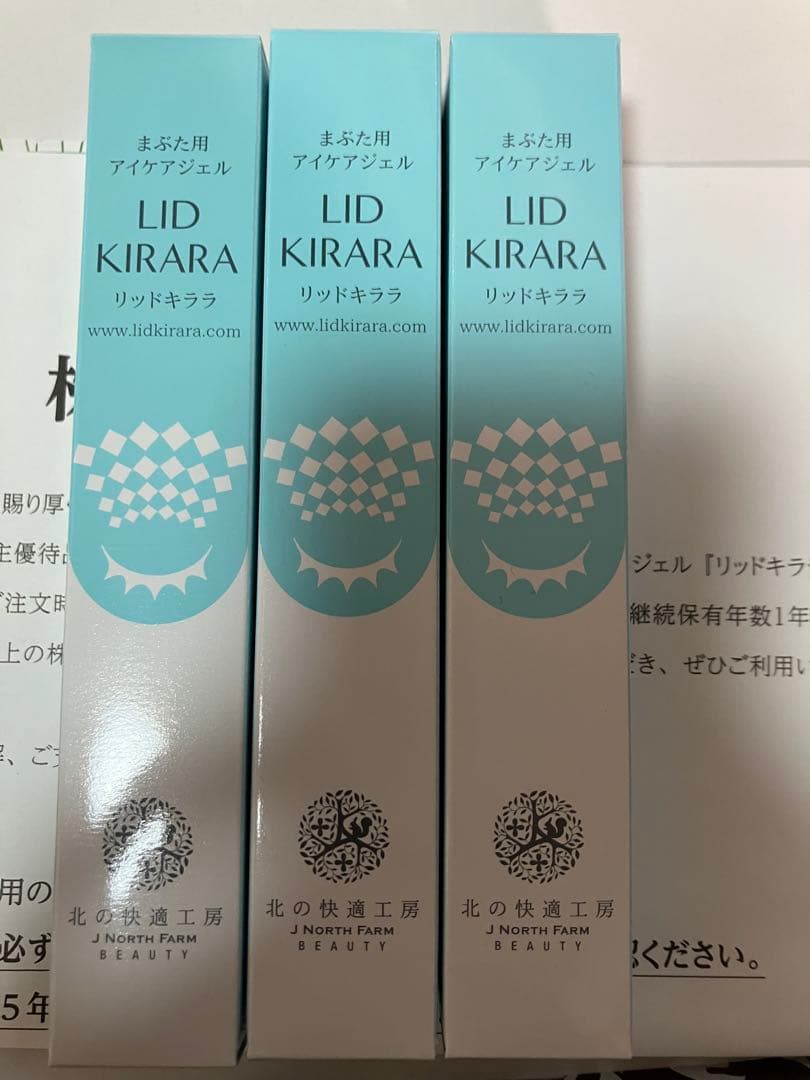 まぶた用
アイケアジェル
LID
KIRARA
リッドキララ
www.lidkirara.com
北の快適工房
J NORTH FARM
BEAUTY
まぶた用
アイケアジェル
LID
KIRARA
リッドキララ
www.lidkirara.com
北の快適工房
J NORTH FARM
BEAUTY
まぶた用
アイケアジェル
LID
KIRARA
リッドキララ
www.lidkirara.com
北の快適工房
J NORTH FARM
BEAUTY
賜り厚
主優待
ご注文時
上の株
、ご
用の
必ず
5年
ジェル『リッドキラ
継続保有年数1年
だき、ぜひご利用い
ください。